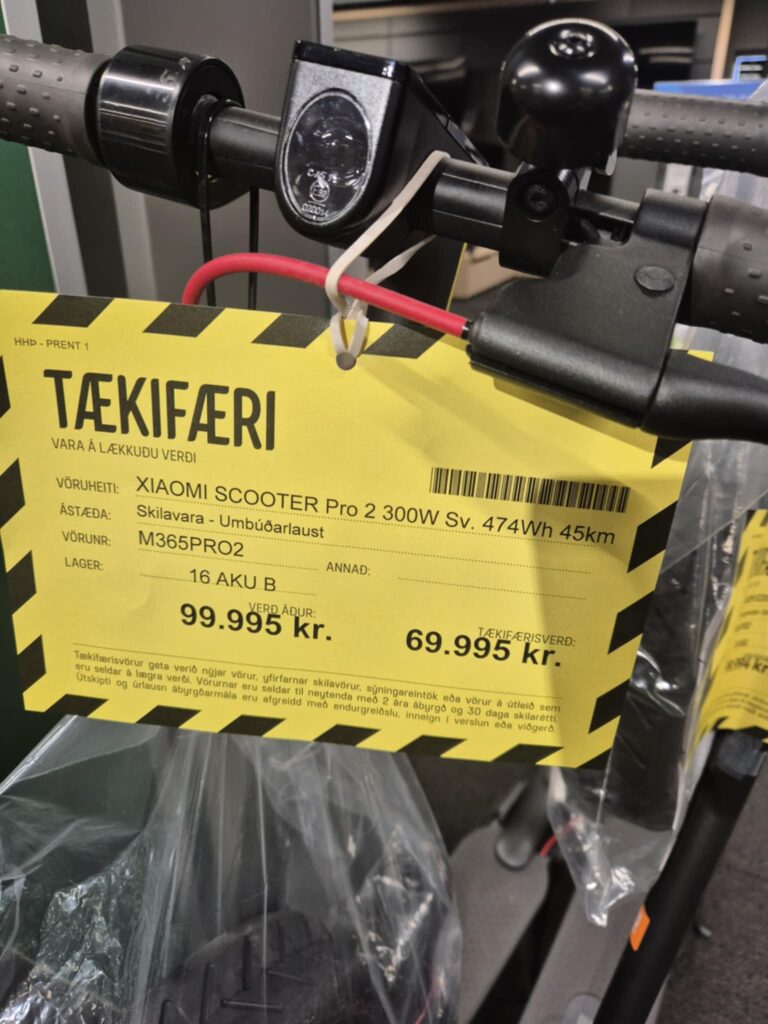 HHÞ - PRENT 1
TÆKIFÆRI
VARA Á LÆKKUÐU VERÐI
VÖRUHEITI: XIAOMI SCOOTER Pro 2 300W Sv. 474Wh 45km
ÁSTÆÐA: Skilavara - Umbúðarlaust
VÖRUNR: M365PRO2
ANNAÐ:
LAGER: 16 AKU B
VERÐ ÁÐUR:
99.995 kr.
TÆKIFÆRISVERÐ:
69.995 kr.
Tækifærisvörur geta verið nýjar vörur, yfirfarnar skilavörur, sýningareintök eða vörur á útleið sem
eru seldar á lægra verði. Vörurnar eru seldar til neytenda með 2 ára ábyrgð og 30 daga skilarétti.
Útskipti og úrlausn ábyrgðarmála eru afgreidd með endurgreiðslu, inneign í verslun eða viðgerð.